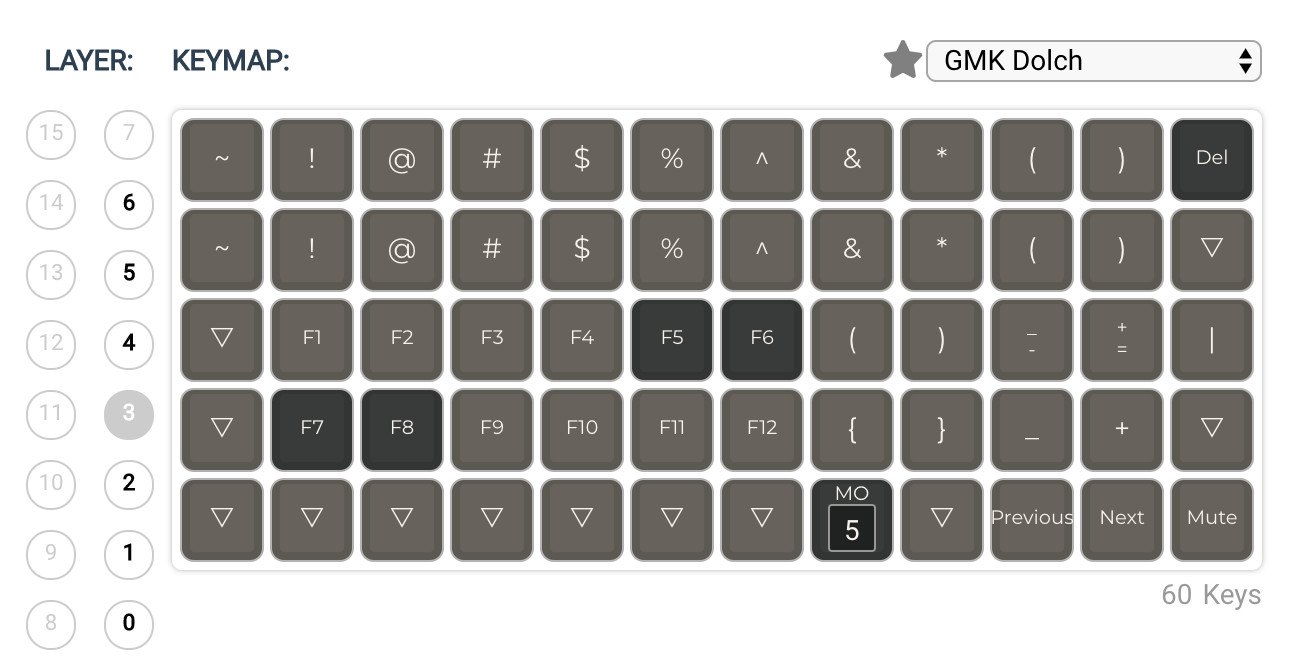 LAYER: KEYMAP: GMK Dolch
15 7 ~ ! @ # $ % ^ & * ( ) Del
14 6 ~ ! @ # $ % ^ & * ( ) ▽
13 5
12 4 ▽ F1 F2 F3 F4 F5 F6 ( ) _ - + = |
11 3 ▽ F7 F8 F9 F10 F11 F12 { } _ + ▽
10 2 ▽ ▽ ▽ ▽ ▽ ▽ ▽ MO 5 ▽ Previous Next Mute
9 1
60 Keys
8 0